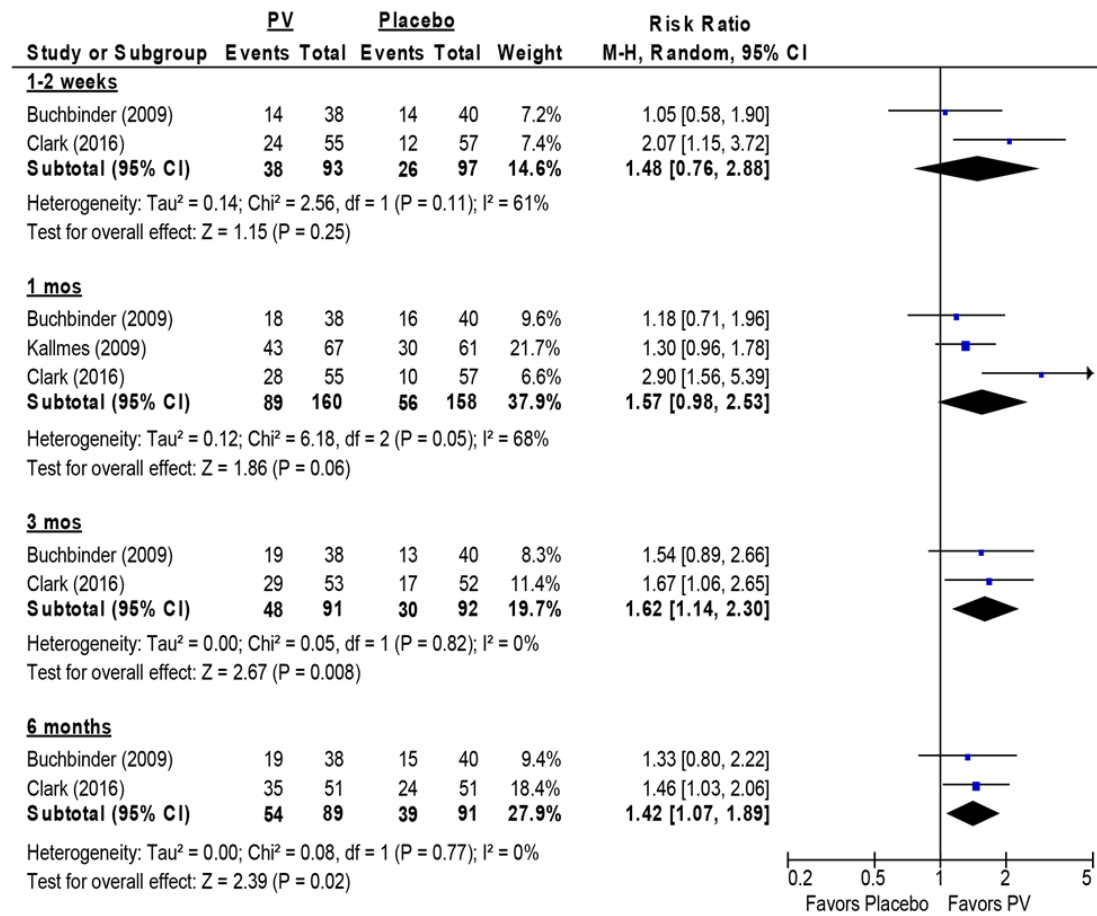 PV Placebo Risk Ratio
Study or Subgroup Events Total Events Total Weight M-H, Random, 95% CI
1-2 weeks
Buchbinder (2009) 14 38 14 40 7.2% 1.05 [0.58, 1.90]
Clark (2016) 24 55 12 57 7.4% 2.07 [1.15, 3.72]
Subtotal (95% CI) 38 93 26 97 14.6% 1.48 [0.76, 2.88]
Heterogeneity: Tau² = 0.14; Chi² = 2.56, df = 1 (P = 0.11); I² = 61%
Test for overall effect: Z = 1.15 (P = 0.25)
1 mos
Buchbinder (2009) 18 38 16 40 9.6% 1.18 [0.71, 1.96]
Kallmes (2009) 43 67 30 61 21.7% 1.30 [0.96, 1.78]
Clark (2016) 28 55 10 57 6.6% 2.90 [1.56, 5.39]
Subtotal (95% CI) 89 160 56 158 37.9% 1.57 [0.98, 2.53]
Heterogeneity: Tau² = 0.12; Chi² = 6.18, df = 2 (P = 0.05); I² = 68%
Test for overall effect: Z = 1.86 (P = 0.06)
3 mos
Buchbinder (2009) 19 38 13 40 8.3% 1.54 [0.89, 2.66]
Clark (2016) 29 53 17 52 11.4% 1.67 [1.06, 2.65]
Subtotal (95% CI) 48 91 30 92 19.7% 1.62 [1.14, 2.30]
Heterogeneity: Tau² = 0.00; Chi² = 0.05, df = 1 (P = 0.82); I² = 0%
Test for overall effect: Z = 2.67 (P = 0.008)
6 months
Buchbinder (2009) 19 38 15 40 9.4% 1.33 [0.80, 2.22]
Clark (2016) 35 51 24 51 18.4% 1.46 [1.03, 2.06]
Subtotal (95% CI) 54 89 39 91 27.9% 1.42 [1.07, 1.89]
Heterogeneity: Tau² = 0.00; Chi² = 0.08, df = 1 (P = 0.77); I² = 0%
Test for overall effect: Z = 2.39 (P = 0.02)
0.2 0.5 1 2 5
Favors Placebo Favors PV